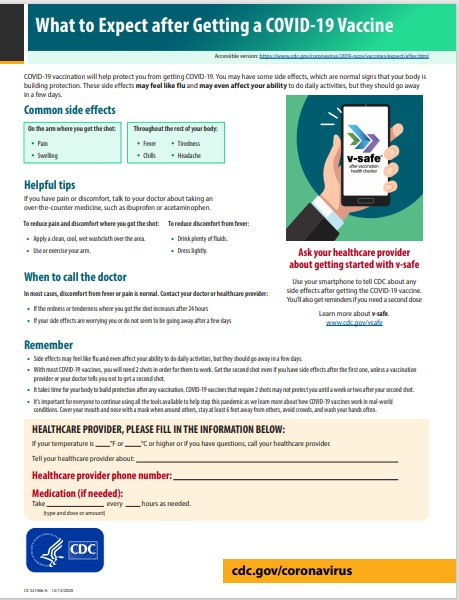 What to Expect after Getting a COVID-19 Vaccine
Accessible version: https://www.cdc.gov/coronavirus/2019-ncov/vaccines/expect/after.html
COVID-19 vaccination will help protect you from getting COVID-19. You may have some side effects, which are normal signs that your body is
building protection. These side effects may feel like flu and may even affect your ability to do daily activities, but they should go away
in a few days.
Common side effects
On the arm where you got the shot:
• Pain
• Swelling
Throughout the rest of your body:
• Fever
• Chills
• Tiredness
• Headache
v-safe
after vaccination
health checker
Helpful tips
If you have pain or discomfort, talk to your doctor about taking an
over-the-counter medicine, such as ibuprofen or acetaminophen.
To reduce pain and discomfort where you got the shot:
• Apply a clean, cool, wet washcloth over the area.
• Use or exercise your arm.
To reduce discomfort from fever:
• Drink plenty of fluids.
• Dress lightly.
Ask your healthcare provider
about getting started with v-safe
Use your smartphone to tell CDC about any
side effects after getting the COVID-19 vaccine.
You'll also get reminders if you need a second dose
Learn more about v-safe.
www.cdc.gov/vsafe
When to call the doctor
In most cases, discomfort from fever or pain is normal. Contact your doctor or healthcare provider:
• If the redness or tenderness where you got the shot increases after 24 hours
• If your side effects are worrying you or do not seem to be going away after a few days
Remember
• Side effects may feel like flu and even affect your ability to do daily activities, but they should go away in a few days.
• With most COVID-19 vaccines, you will need 2 shots in order for them to work. Get the second shot even if you have side effects after the first one, unless a vaccination
provider or your doctor tells you not to get a second shot.
• It takes time for your body to build protection after any vaccination. COVID-19 vaccines that require 2 shots may not protect you until a week or two after your second shot.
• It's important for everyone to continue using all the tools available to help stop this pandemic as we learn more about how COVID-19 vaccines work in real-world
conditions. Cover your mouth and nose with a mask when around others, stay at least 6 feet away from others, avoid crowds, and wash your hands often.
HEALTHCARE PROVIDER, PLEASE FILL IN THE INFORMATION BELOW:
If your temperature is ____°F or ____°C or higher or if you have questions, call your healthcare provider.
Tell your healthcare provider about:
Healthcare provider phone number:
Medication (if needed):
Take ____ every ____ hours as needed.
(type and dose or amount)
CDC
cdc.gov/coronavirus
CS 321466-A 12/13/2020